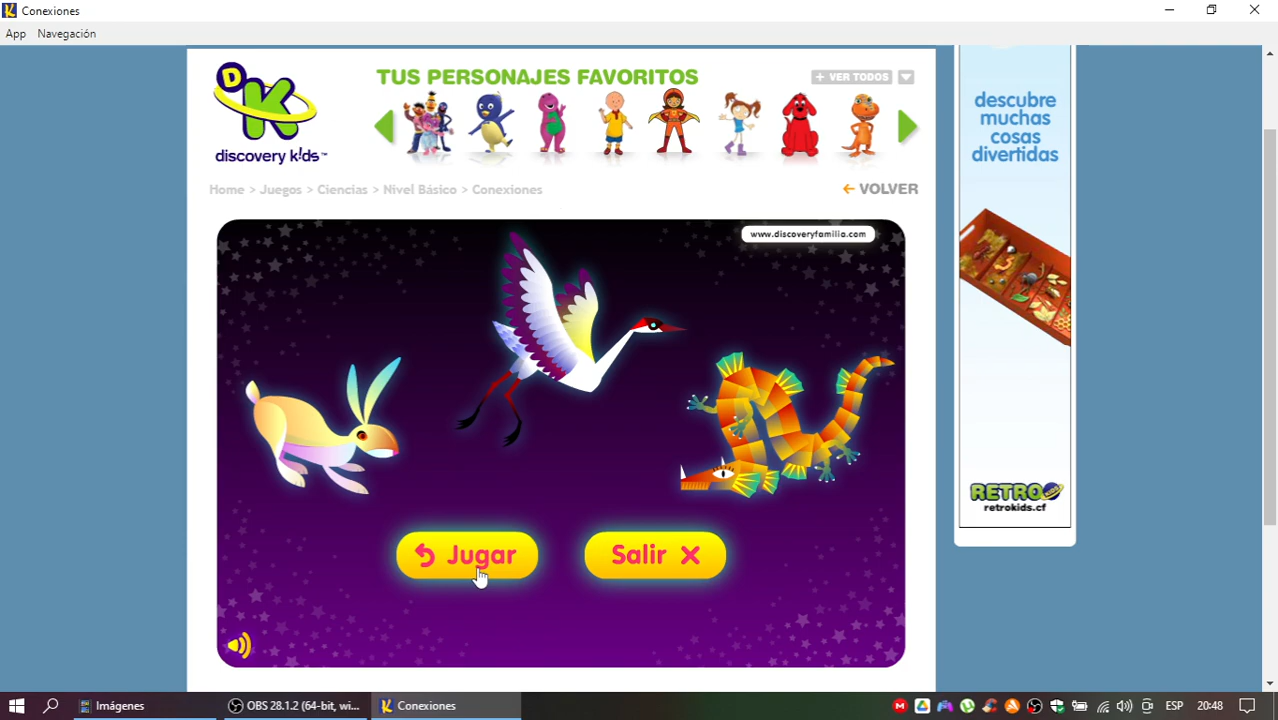 Conexiones
App Navegación
D K
discovery k!ds™
TUS PERSONAJES FAVORITOS
+ VER TODOS
Home > Juegos > Ciencias > Nivel Básico > Conexiones
← VOLVER
www.discoveryfamilia.com
Jugar
Salir X
descubre
muchas
cosas
divertidas
RETRO
retrokids.cf
Imágenes
OBS 28.1.2 (64-bit, wi...
Conexiones
ESP
20:48